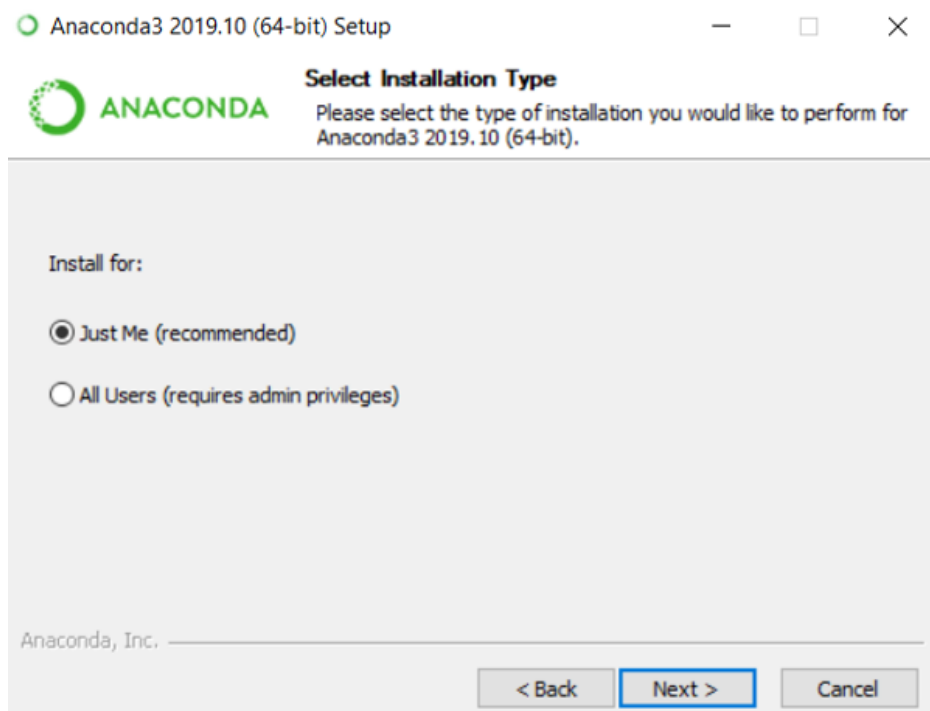 Anaconda3 2019.10 (64-bit) Setup
ANACONDA
Select Installation Type
Please select the type of installation you would like to perform for
Anaconda3 2019.10 (64-bit).
Install for:
Just Me (recommended)
All Users (requires admin privileges)
Anaconda, Inc.
< Back
Next >
Cancel